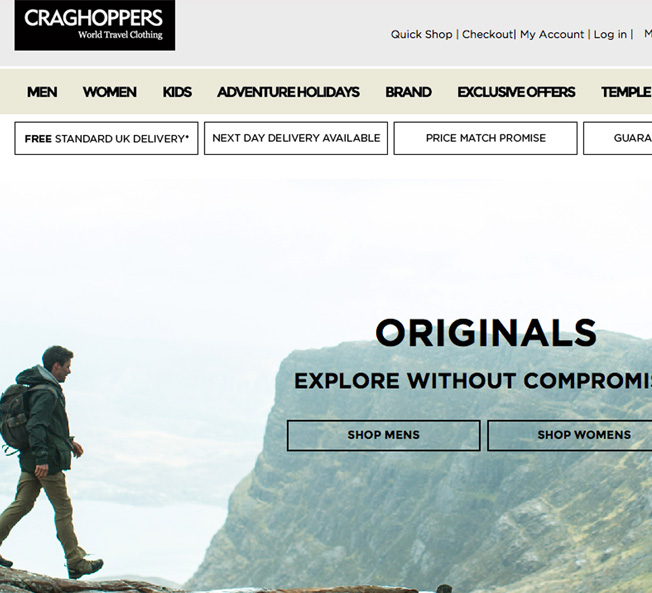 CRAGHOPPERS
World Travel Clothing
Quick Shop | Checkout| My Account | Log in |
MEN WOMEN KIDS ADVENTURE HOLIDAYS BRAND EXCLUSIVE OFFERS TEMPLE
FREE STANDARD UK DELIVERY* NEXT DAY DELIVERY AVAILABLE PRICE MATCH PROMISE GUARA
ORIGINALS
EXPLORE WITHOUT COMPROMIS
SHOP MENS SHOP WOMENS